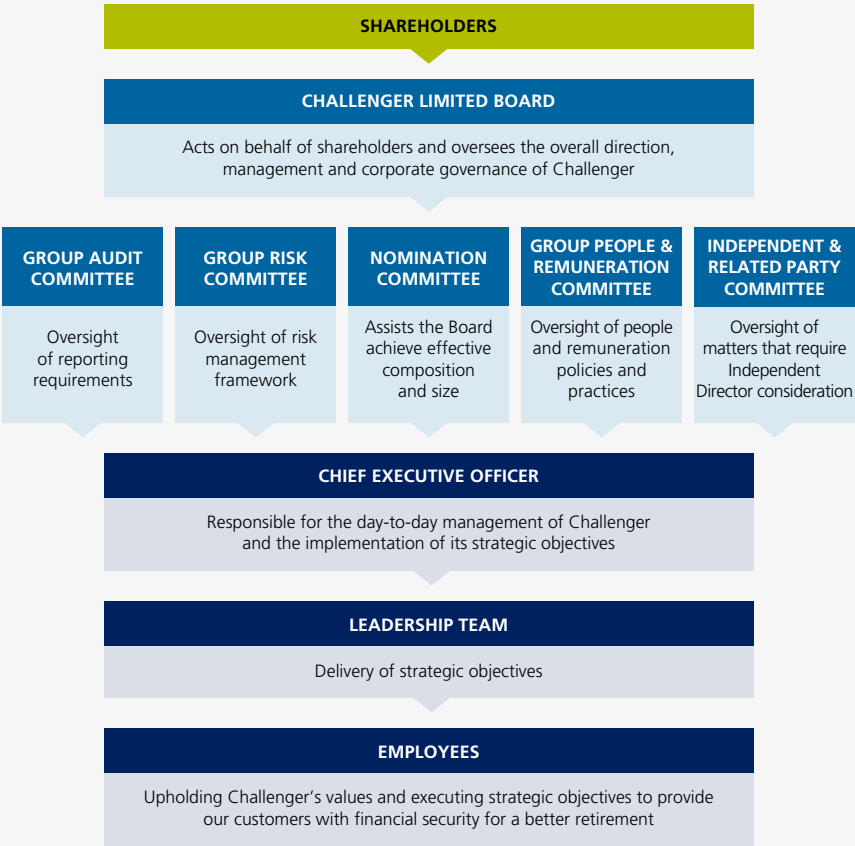 SHAREHOLDERS
CHALLENGER LIMITED BOARD
Acts on behalf of shareholders and oversees the overall direction,
management and corporate governance of Challenger
GROUP AUDIT
COMMITTEE
Oversight
of reporting
requirements
GROUP RISK
COMMITTEE
Oversight of risk
management
framework
NOMINATION
COMMITTEE
Assists the Board
achieve effective
composition
and size
GROUP PEOPLE &
REMUNERATION
COMMITTEE
Oversight of people
and remuneration
policies and
practices
INDEPENDENT &
RELATED PARTY
COMMITTEE
Oversight of
matters that require
Independent
Director consideration
CHIEF EXECUTIVE OFFICER
Responsible for the day-to-day management of Challenger
and the implementation of its strategic objectives
LEADERSHIP TEAM
Delivery of strategic objectives
EMPLOYEES
Upholding Challenger’s values and executing strategic objectives to provide
our customers with financial security for a better retirement